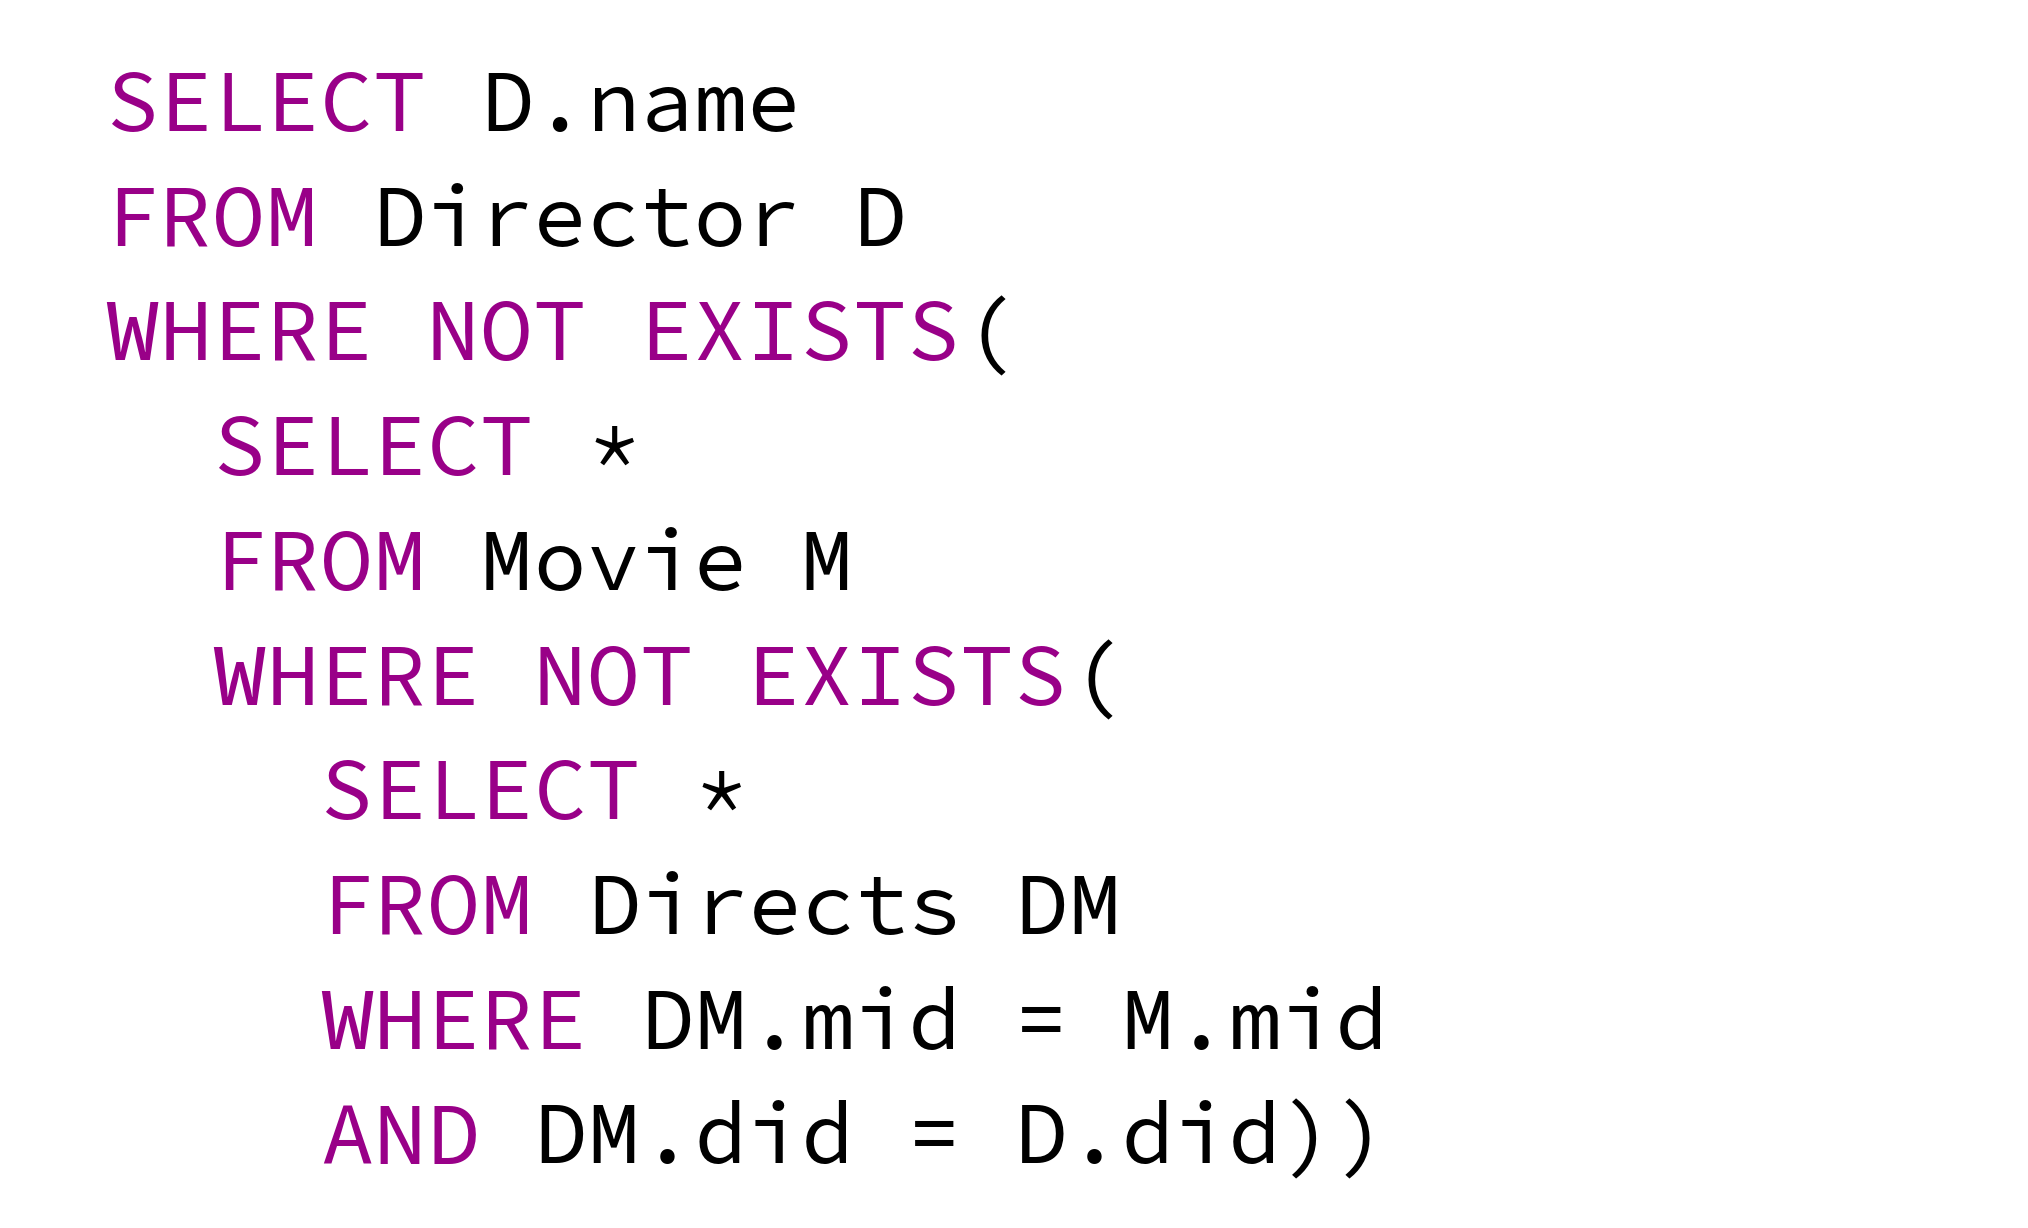 SELECT D.name
FROM Director D
WHERE NOT EXISTS(
  SELECT *
  FROM Movie M
  WHERE NOT EXISTS(
    SELECT *
    FROM Directs DM
    WHERE DM.mid = M.mid
    AND DM.did = D.did))